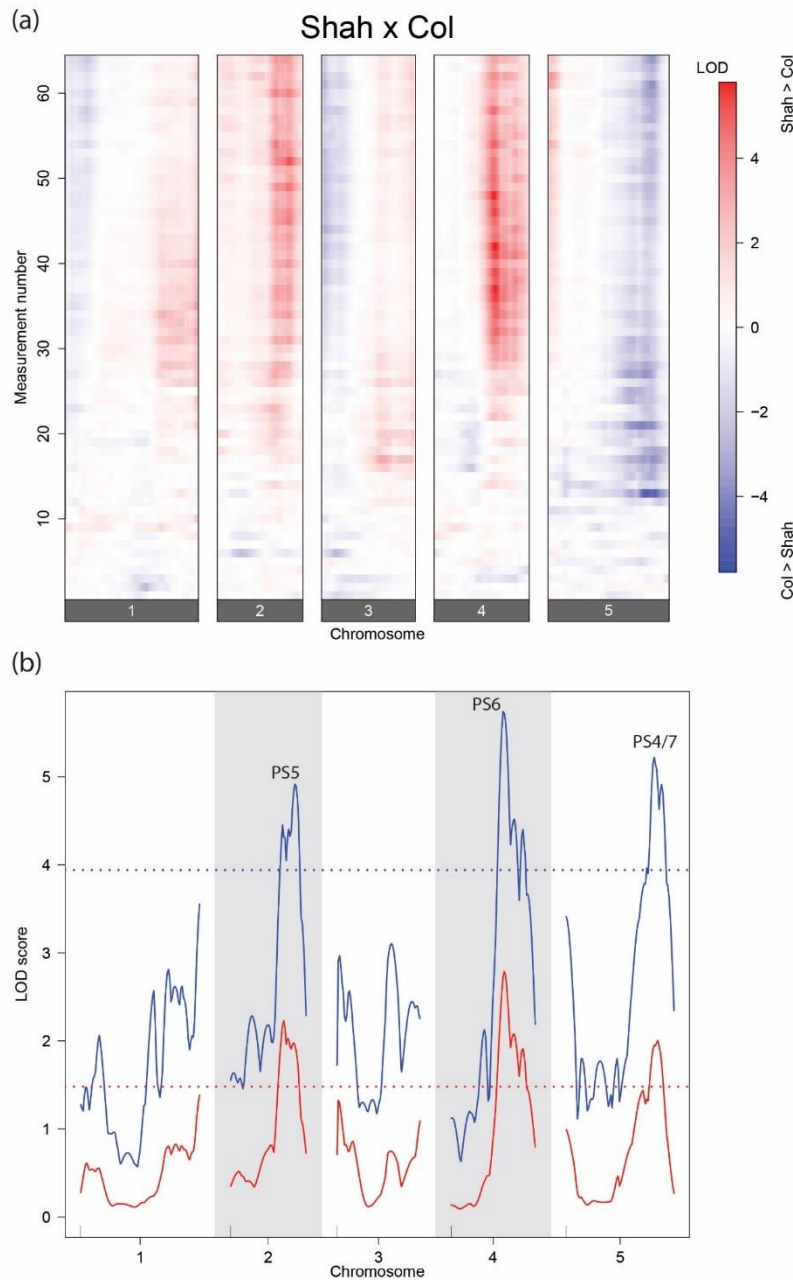 (a)
Shah x Col
LOD
Shah > Col
Col > Shah
4
2
0
−2
−4
Measurement number
60
50
40
30
20
10
1 2 3 4 5
Chromosome
(b)
PS5
PS6
PS4/7
LOD score
5
4
3
2
1
0
1 2 3 4 5
Chromosome